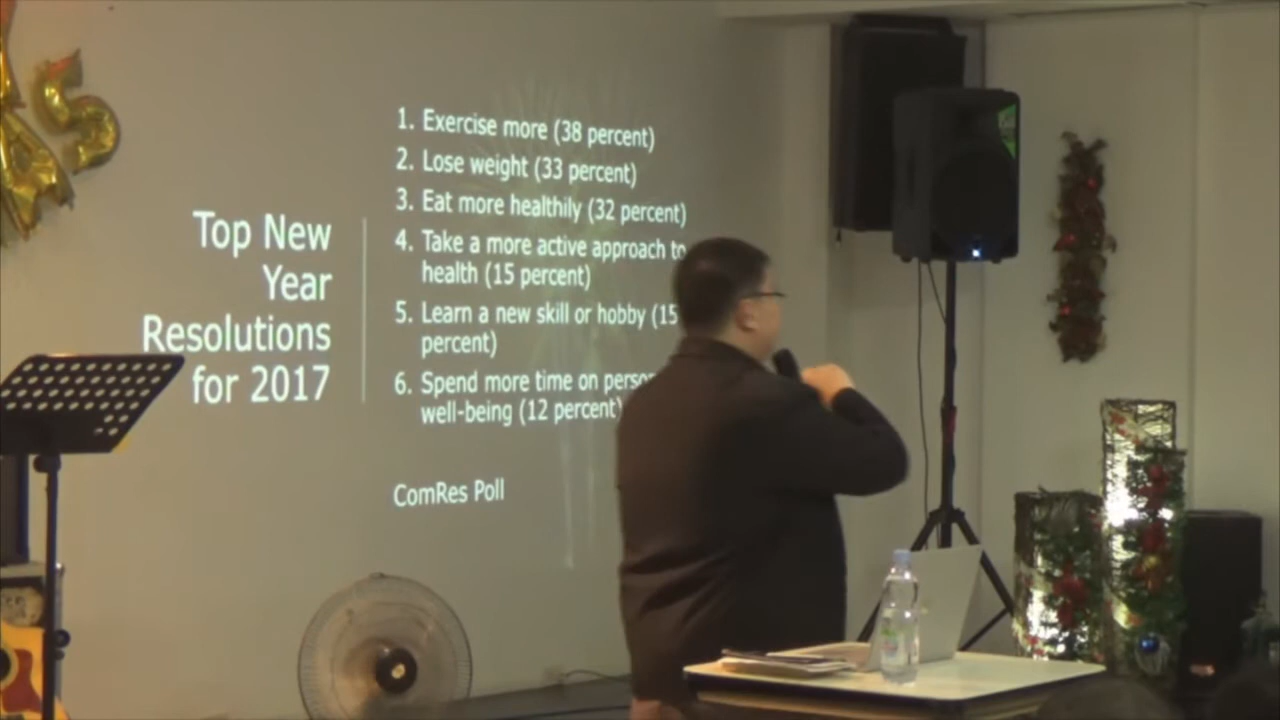 Top New
Year
Resolutions
for 2017
1. Exercise more (38 percent)
2. Lose weight (33 percent)
3. Eat more healthily (32 percent)
4. Take a more active approach to
health (15 percent)
5. Learn a new skill or hobby (15
percent)
6. Spend more time on
well-being (12 percent)
ComRes Poll
S